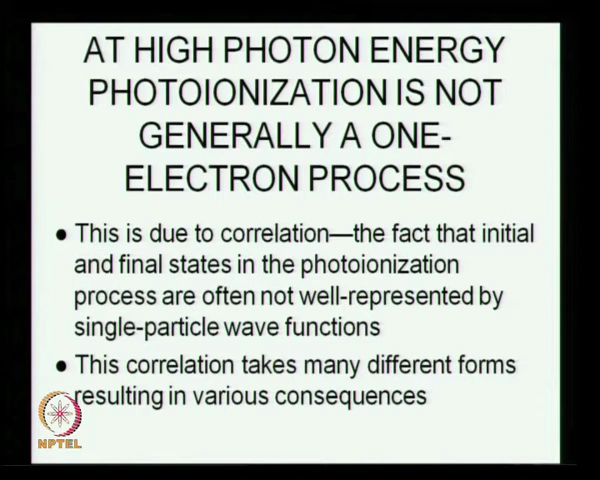 AT HIGH PHOTON ENERGY
PHOTOIONIZATION IS NOT
GENERALLY A ONE-
ELECTRON PROCESS
● This is due to correlation—the fact that initial
and final states in the photoionization
process are often not well-represented by
single-particle wave functions
● This correlation takes many different forms
resulting in various consequences
NPTEL